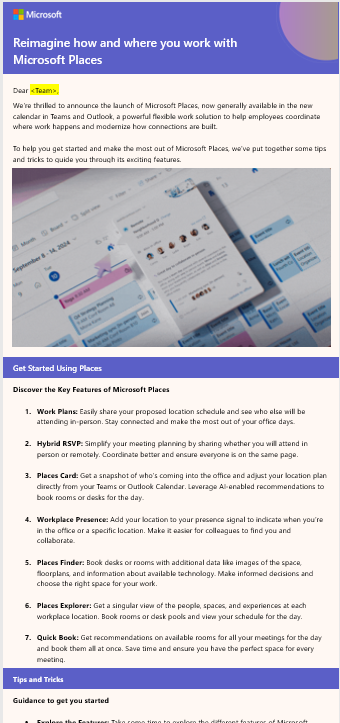 Microsoft
Reimagine how and where you work with
Microsoft Places
Dear <Team>,
We're thrilled to announce the launch of Microsoft Places, now generally available in the new
calendar in Teams and Outlook, a powerful flexible work solution to help employees coordinate
where work happens and modernize how connections are built.
To help you get started and make the most out of Microsoft Places, we've put together some tips
and tricks to guide you through its exciting features.
Month
September 9 - 14, 2024
Mon
9
Get Started Using Places
Discover the Key Features of Microsoft Places
1. Work Plans: Easily share your proposed location schedule and see who else will be
attending in-person. Stay connected and make the most out of your office days.
2. Hybrid RSVP: Simplify your meeting planning by sharing whether you will attend in
person or remotely. Coordinate better and ensure everyone is on the same page.
3. Places Card: Get a snapshot of who's coming into the office and adjust your location plan
directly from your Teams or Outlook Calendar. Leverage AI-enabled recommendations to
book rooms or desks for the day.
4. Workplace Presence: Add your location to your presence signal to indicate when you're
in the office or a specific location. Make it easier for colleagues to find you and
collaborate.
5. Places Finder: Book desks or rooms with additional data like images of the space,
floorplans, and information about available technology. Make informed decisions and
choose the right space for your work.
6. Places Explorer: Get a singular view of the people, spaces, and experiences at each
workplace location. Book rooms or desk pools and view your schedule for the day.
7. Quick Book: Get recommendations on available rooms for all your meetings for the day
and book them all at once. Save time and ensure you have the perfect space for every
meeting.
Tips and Tricks
Guidance to get you started
• Explore the Features: Take some time to explore the different features of Microsoft